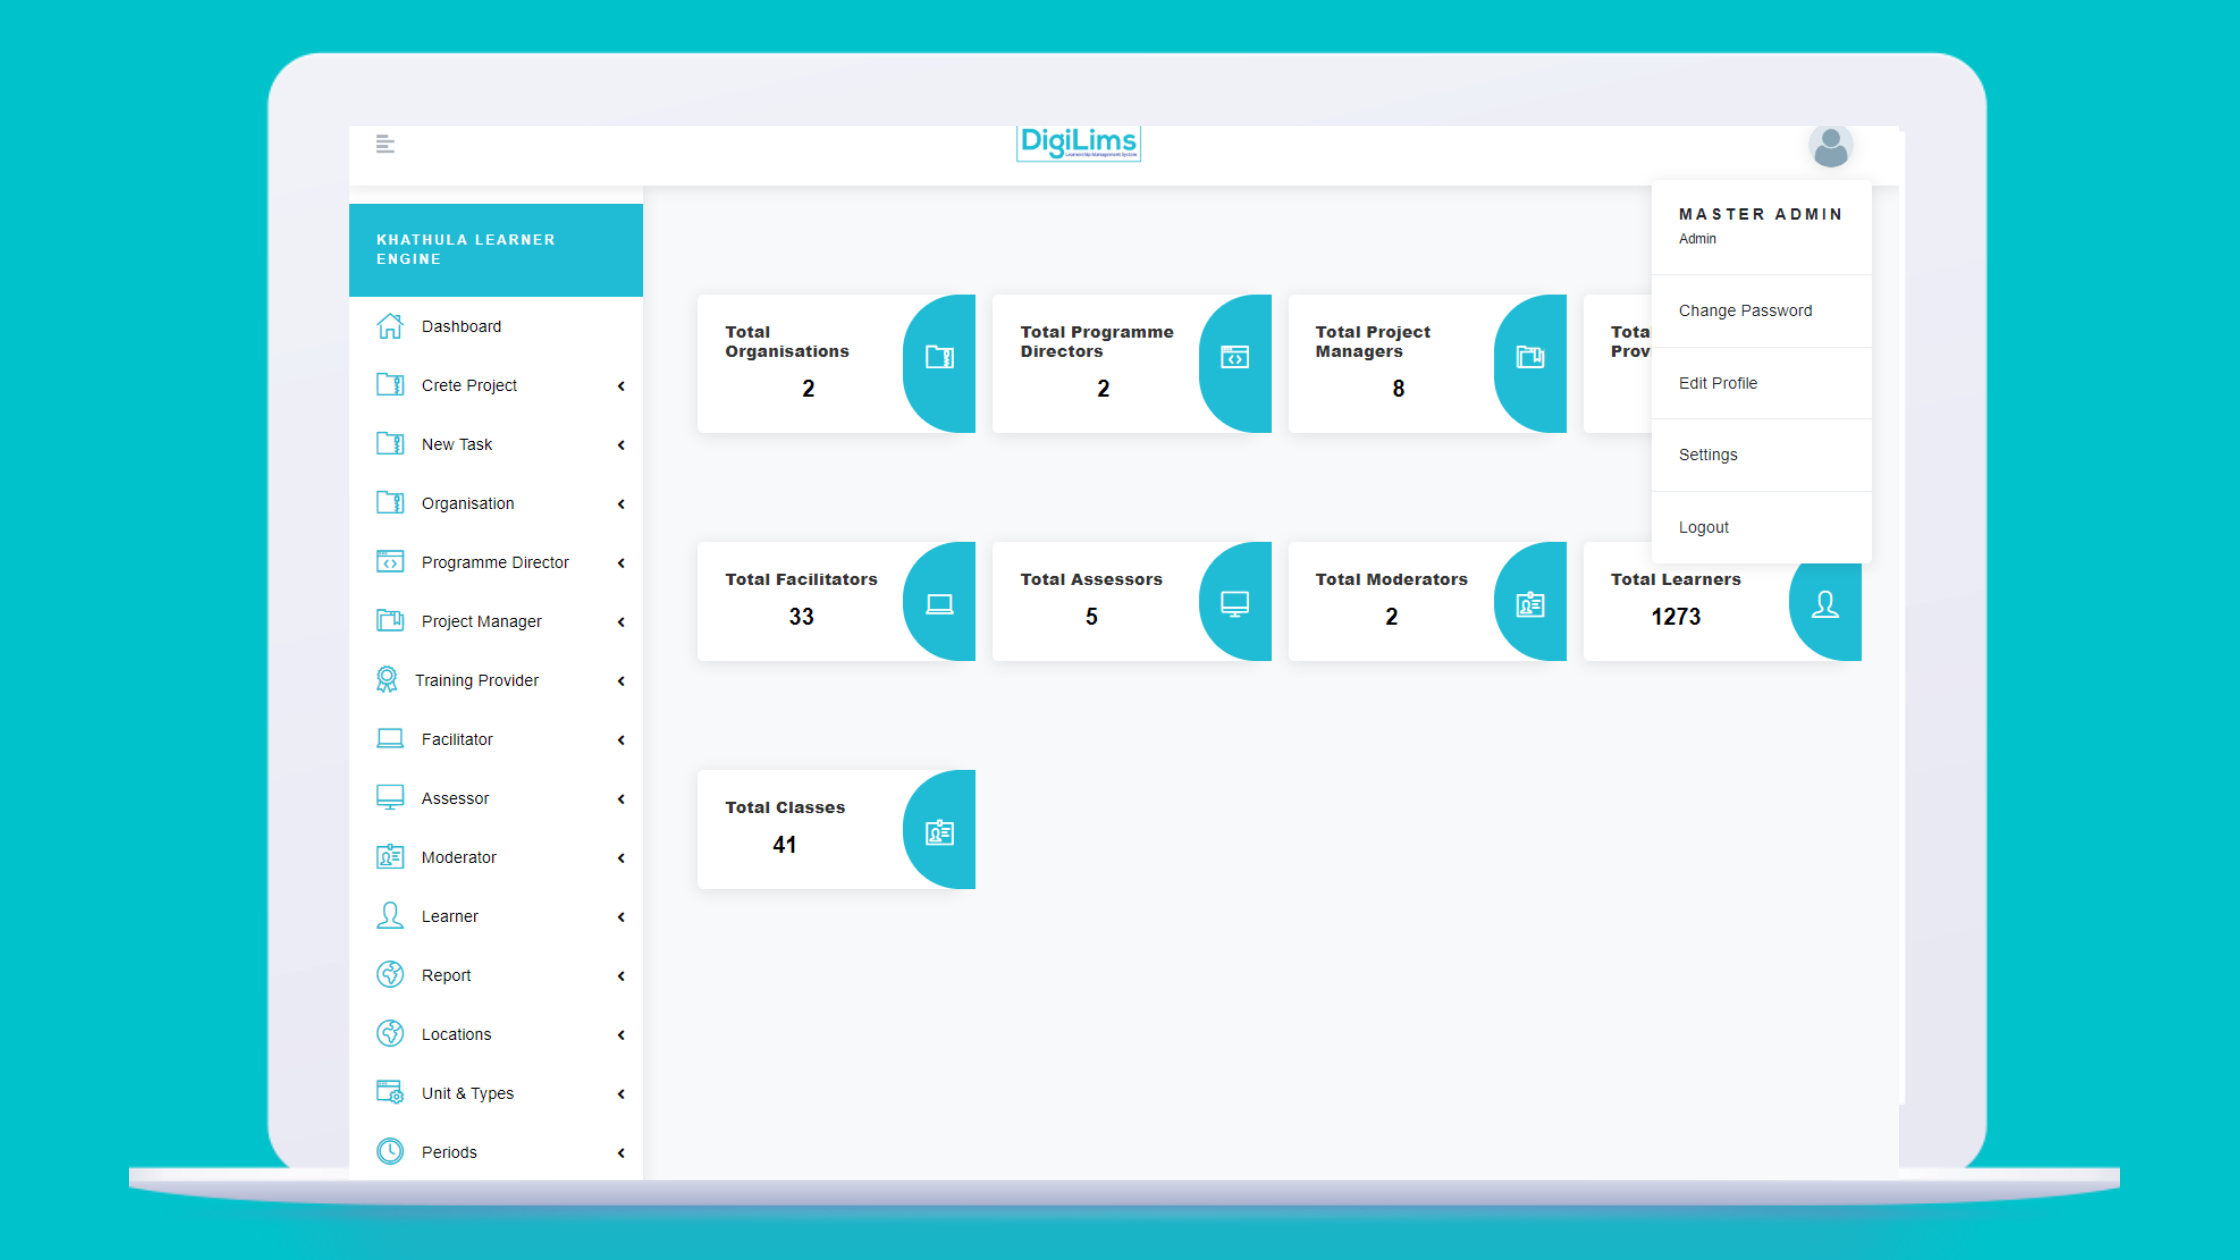 DigiLims
Learnership Management System
MASTER ADMIN
Admin
Change Password
Edit Profile
Settings
Logout
KHATHULA LEARNER
ENGINE
Dashboard
Crete Project
New Task
Organisation
Programme Director
Project Manager
Training Provider
Facilitator
Assessor
Moderator
Learner
Report
Locations
Unit & Types
Periods
Total
Organisations
2
Total Programme
Directors
2
Total Project
Managers
8
Tota
Prov
Total Facilitators
33
Total Assessors
5
Total Moderators
2
Total Learners
1273
Total Classes
41